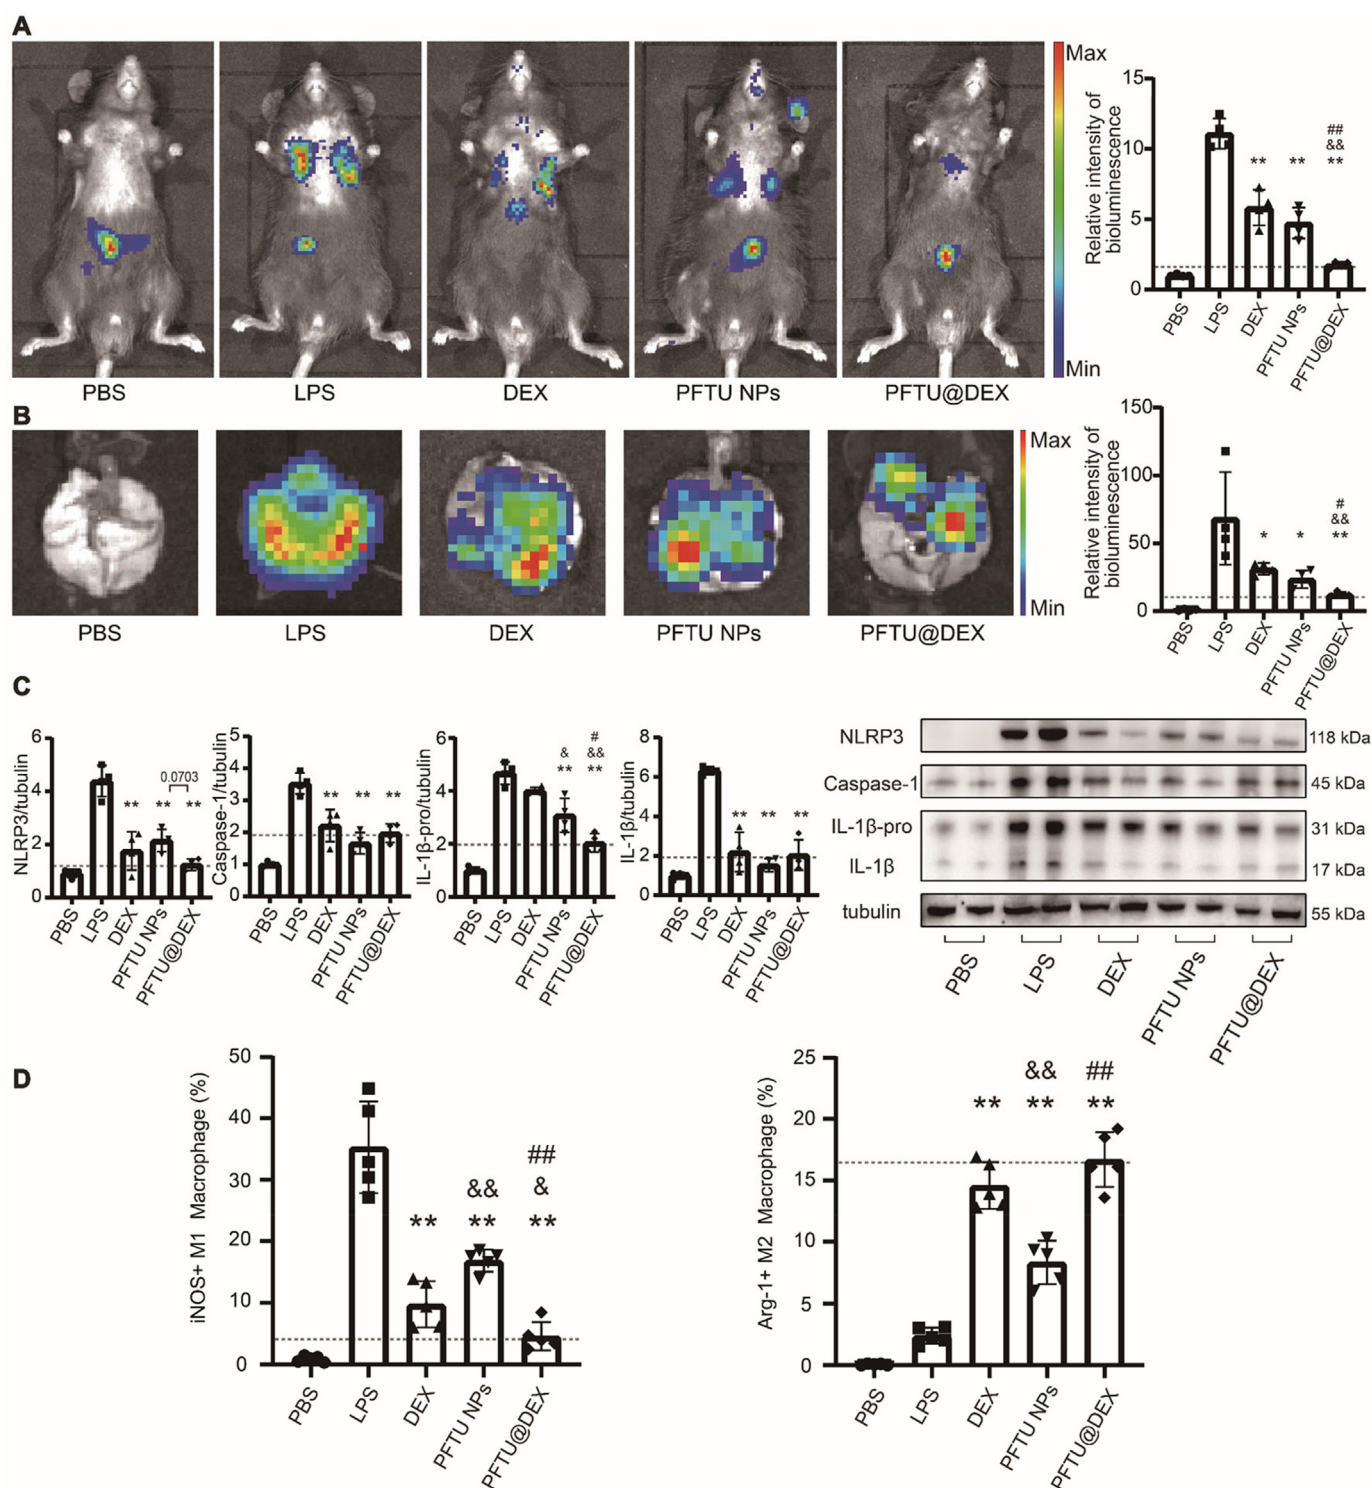 A
Max
Min
PBS
LPS
DEX
PFTU NPs
PFTU@DEX
Relative intensity of
bioluminescence
15
10
5
0
**
**
##
&&
**
PBS
LPS
DEX
PFTU NPs
PFTU@DEX
B
Max
Min
PBS
LPS
DEX
PFTU NPs
PFTU@DEX
Relative intensity of
bioluminescence
150
100
50
0
*
*
#
&&
**
PBS
LPS
DEX
PFTU NPs
PFTU@DEX
C
NLRP3/tubulin
6
4
2
0
**
**
0.0703
**
PBS
LPS
DEX
PFTU NPs
PFTU@DEX
Caspase-1/tubulin
5
4
3
2
1
0
**
**
**
PBS
LPS
DEX
PFTU NPs
PFTU@DEX
IL-1β-pro/tubulin
6
4
2
0
&
**
#
&&
**
PBS
LPS
DEX
PFTU NPs
PFTU@DEX
IL-1β/tubulin
8
6
4
2
0
**
**
**
PBS
LPS
DEX
PFTU NPs
PFTU@DEX
NLRP3
118 kDa
Caspase-1
45 kDa
IL-1β-pro
31 kDa
IL-1β
17 kDa
tubulin
55 kDa
PBS
LPS
DEX
PFTU NPs
PFTU@DEX
D
iNOS+ M1 Macrophage (%)
50
40
30
20
10
0
**
&&
**
##
&
**
PBS
LPS
DEX
PFTU NPs
PFTU@DEX
Arg-1+ M2 Macrophage (%)
25
20
15
10
5
0
**
&&
**
##
**
PBS
LPS
DEX
PFTU NPs
PFTU@DEX